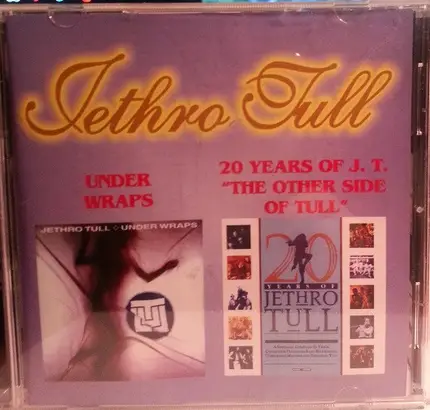 Jethro Tull
UNDER
WRAPS
20 YEARS OF J. T.
"THE OTHER SIDE
OF TULL"
JETHRO TULL ÷ UNDER WRAPS
20
YEARS OF
JETHRO
TULL